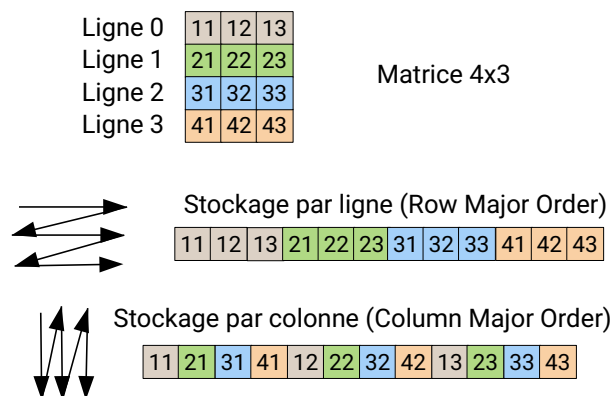 Ligne 0 11 12 13
Ligne 1 21 22 23
Ligne 2 31 32 33
Ligne 3 41 42 43
Matrice 4x3
Stockage par ligne (Row Major Order)
11 12 13 21 22 23 31 32 33 41 42 43
Stockage par colonne (Column Major Order)
11 21 31 41 12 22 32 42 13 23 33 43